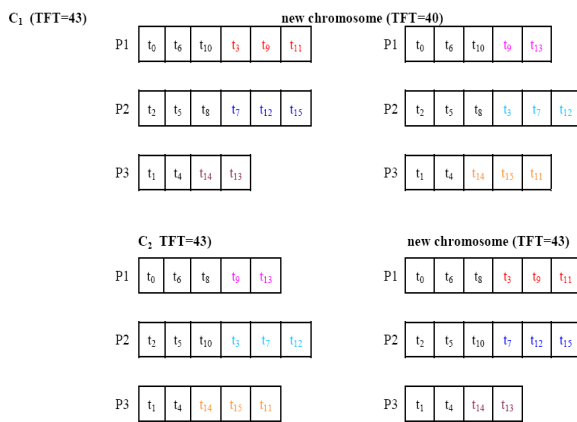 C₁ (TFT=43) new chromosome (TFT=40)
P1 t₀ t₆ t₁₀ t₃ t₉ t₁₁ P1 t₀ t₆ t₁₀ t₉ t₁₃
P2 t₂ t₅ t₈ t₇ t₁₂ t₁₅ P2 t₂ t₅ t₈ t₃ t₇ t₁₂
P3 t₁ t₄ t₁₄ t₁₃ P3 t₁ t₄ t₁₄ t₁₅ t₁₁
C₂ TFT=43) new chromosome (TFT=43)
P1 t₀ t₆ t₈ t₉ t₁₃ P1 t₀ t₆ t₈ t₃ t₉ t₁₁
P2 t₂ t₅ t₁₀ t₃ t₇ t₁₂ P2 t₂ t₅ t₁₀ t₇ t₁₂ t₁₅
P3 t₁ t₄ t₁₄ t₁₅ t₁₁ P3 t₁ t₄ t₁₄ t₁₃